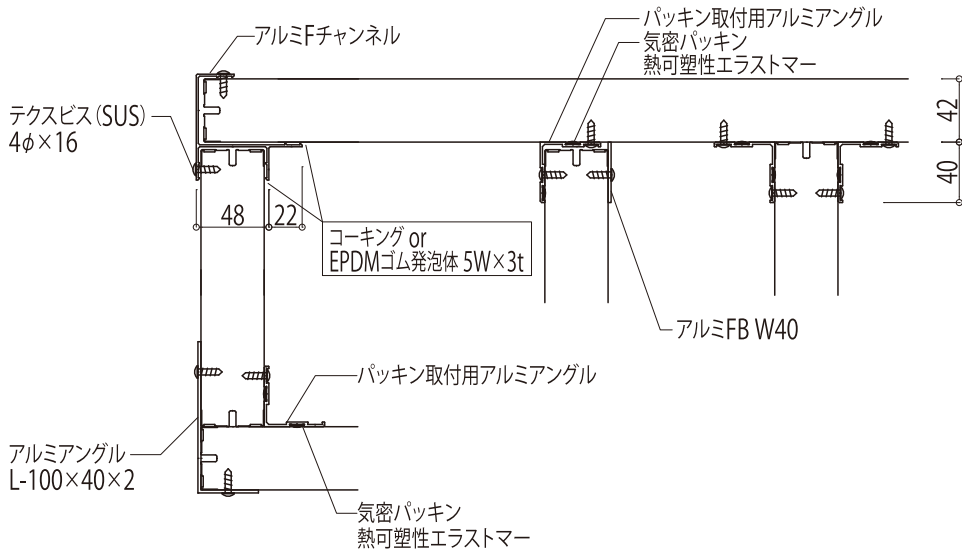 パッキン取付用アルミアングル
気密パッキン
熱可塑性エラストマー
アルミFチャンネル
テクスビス(SUS)
4φ×16
42
40
48
22
コーキング or
EPDMゴム発泡体 5W×3t
アルミFB W40
パッキン取付用アルミアングル
アルミアングル
L-100×40×2
気密パッキン
熱可塑性エラストマー